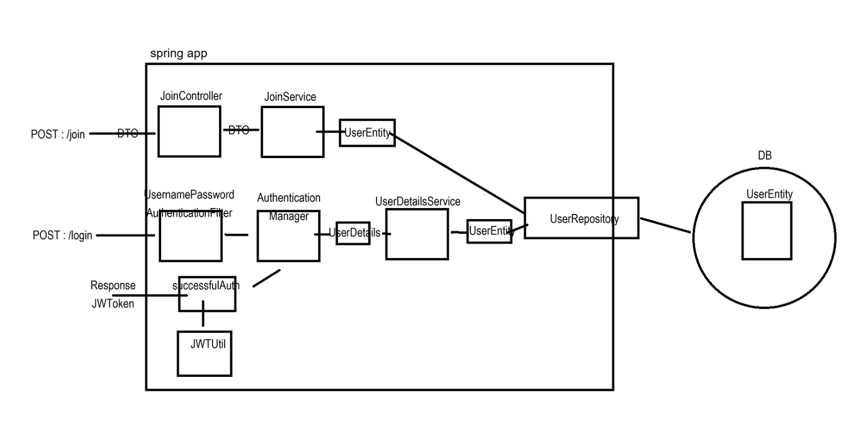 spring app
JoinController
JoinService
POST : /join
DTO
DTO
UserEntity
DB
UserEntity
UsernamePassword
AuthenticationFilter
Authentication
Manager
UserDetailsService
UserRepository
POST : /login
UserDetails
UserEntity
Response
JWToken
successfulAuth
JWTUtil